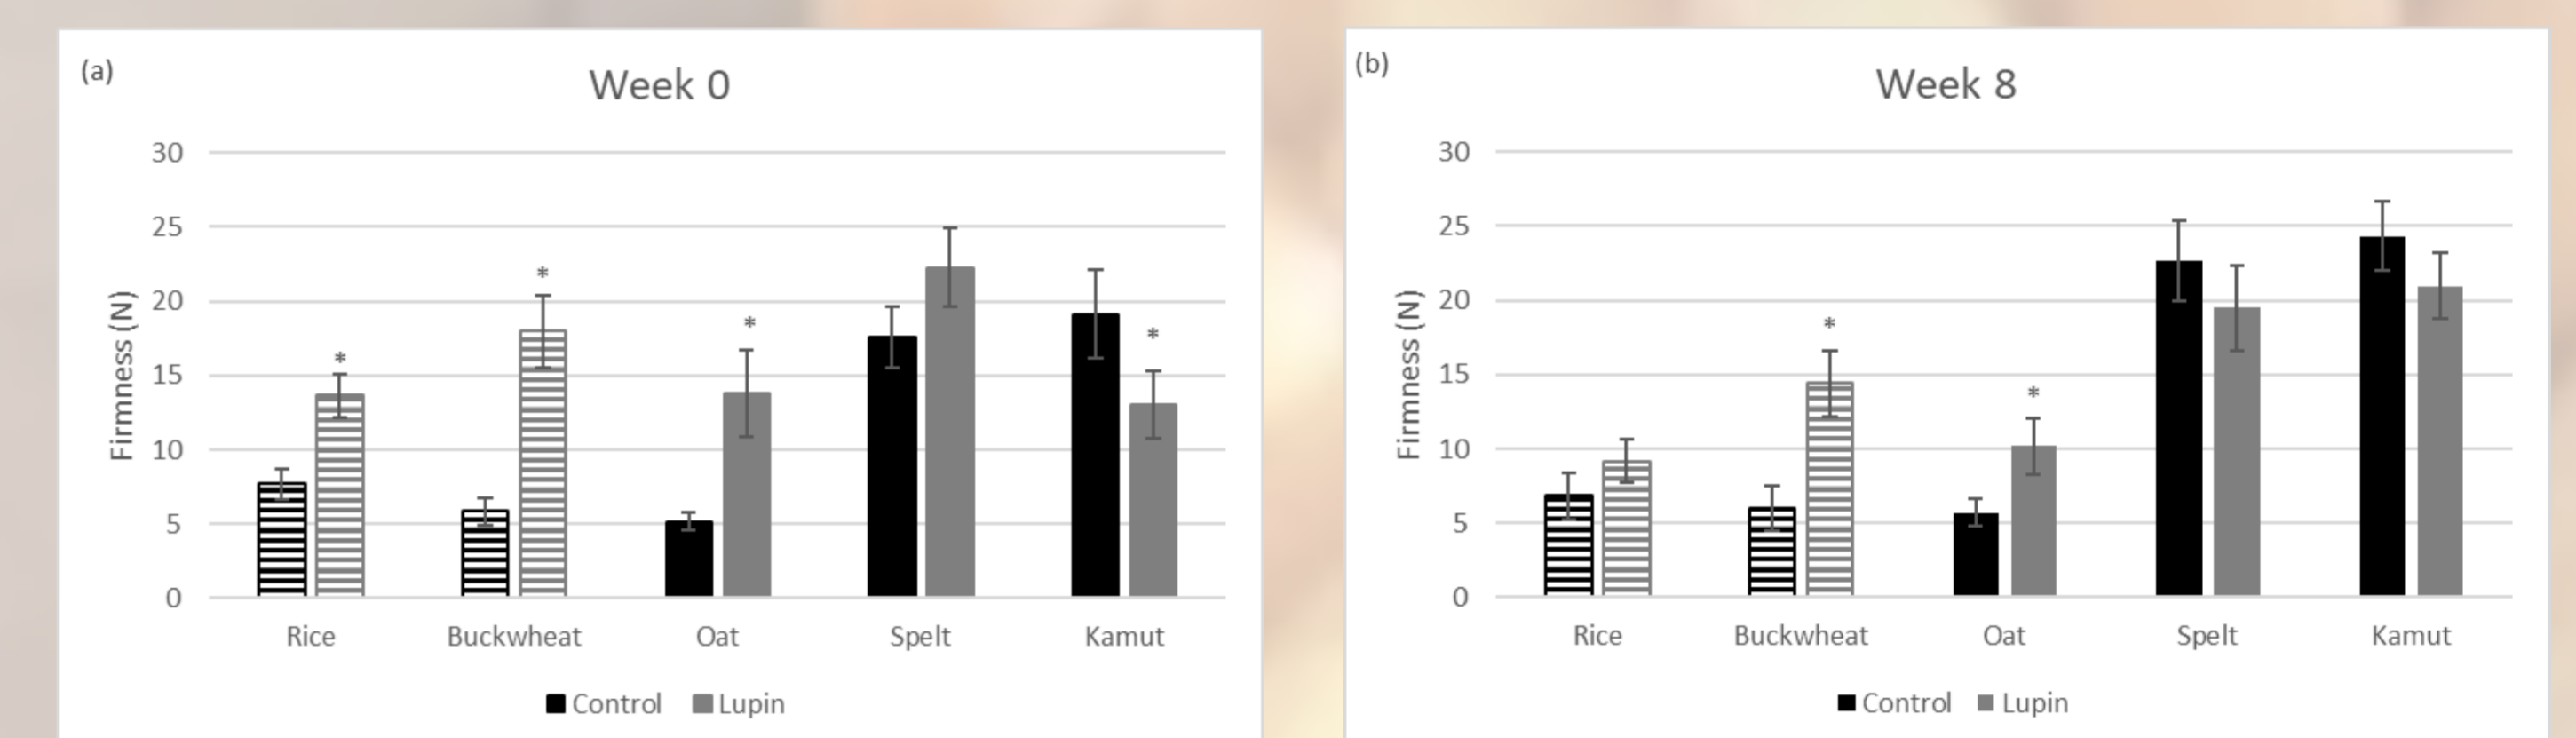 (a)
Week 0
Firmness (N)
30
25
20
15
10
5
0
*
*
*
*
Rice Buckwheat Oat Spelt Kamut
Control Lupin
(b)
Week 8
Firmness (N)
30
25
20
15
10
5
0
*
*
Rice Buckwheat Oat Spelt Kamut
Control Lupin